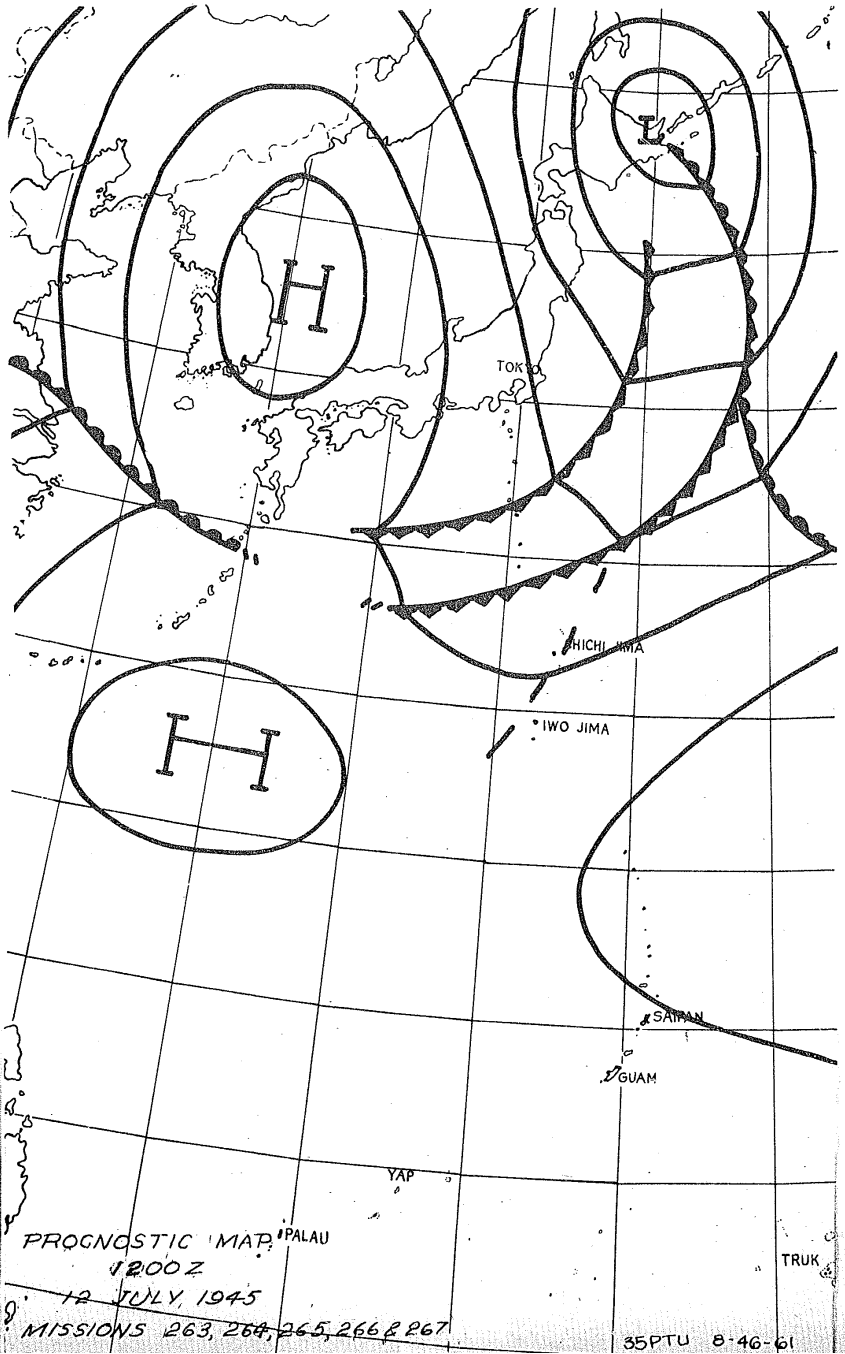 L
H
TOKYO
CHICHI JIMA
IWO JIMA
H
SAIPAN
GUAM
YAP
PALAU
TRUK
PROGNOSTIC MAP
1200Z
12 JULY, 1945
MISSIONS 263, 264, 265, 266 & 267
35PTU 8-46-61